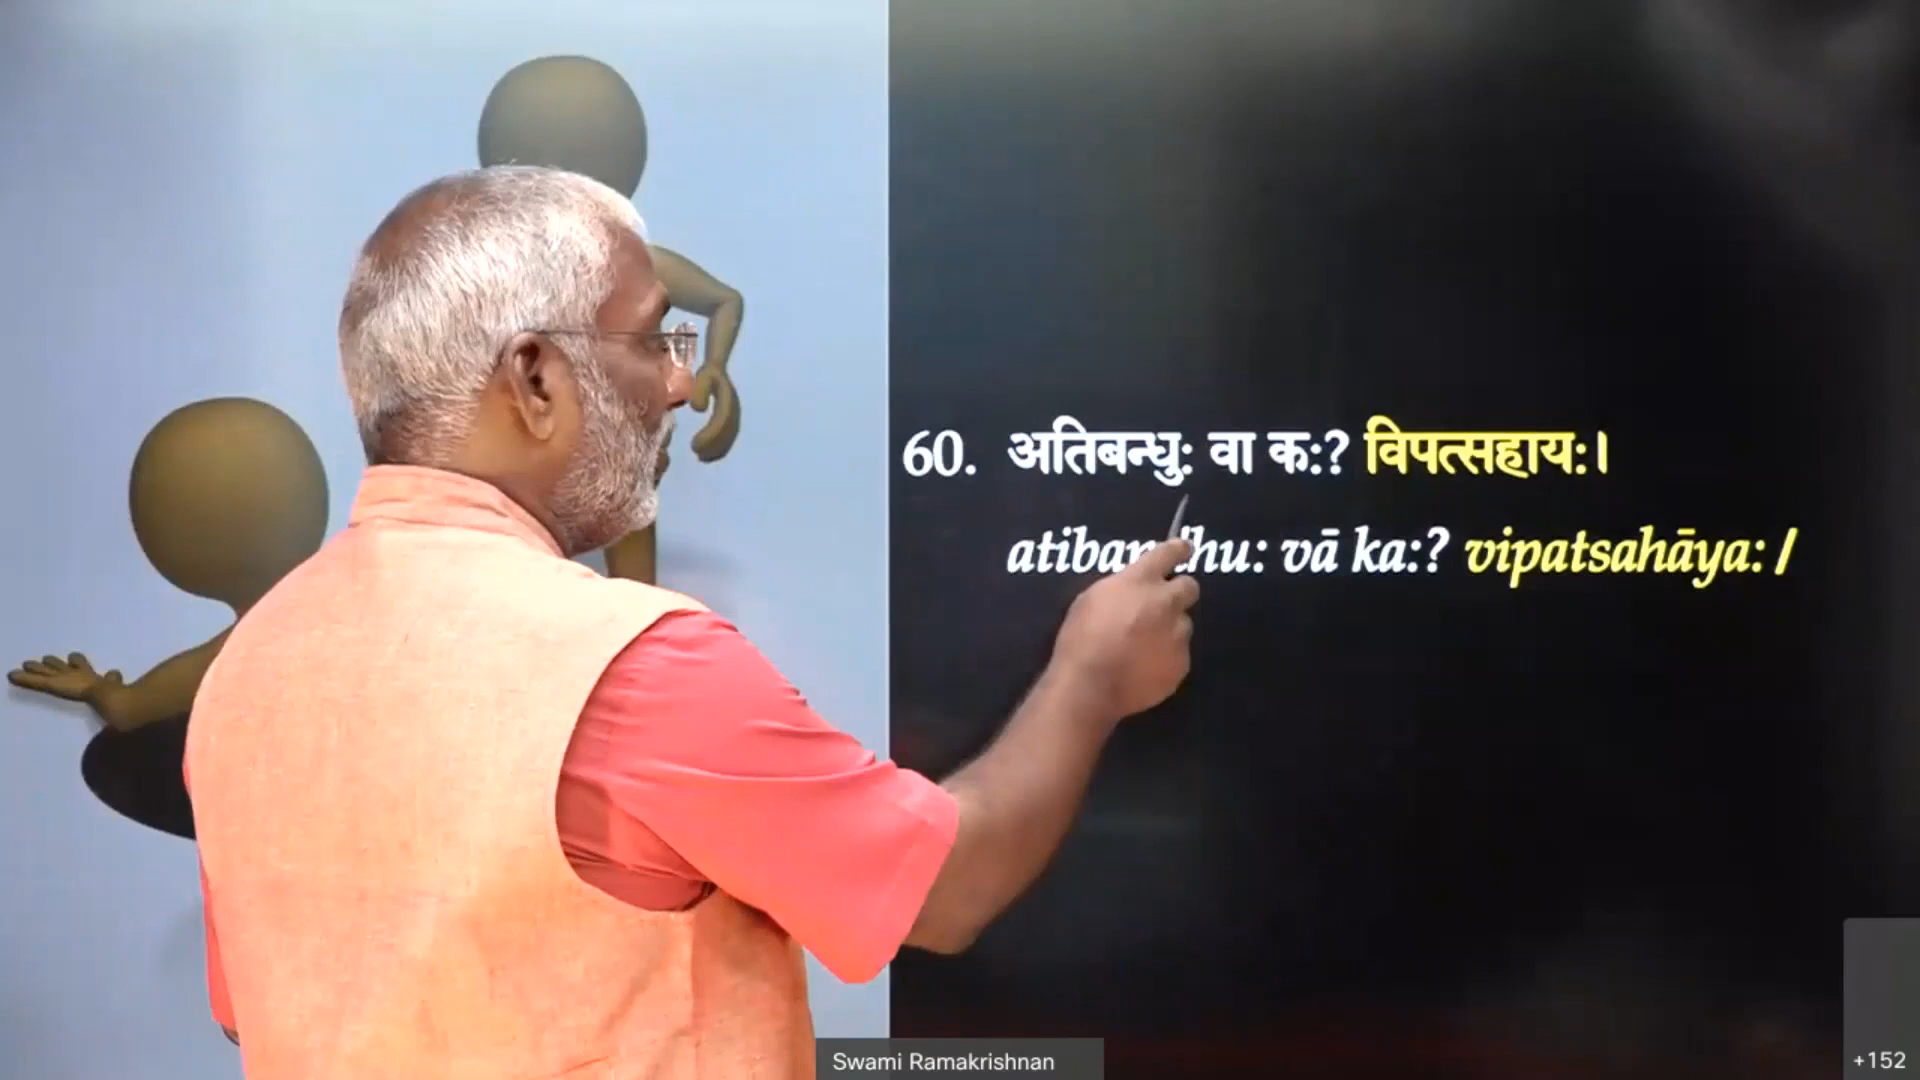 60. अतिबन्धुः वा कः? विपत्सहायः।
vā ka:? vipatsahāya: /
Swami Ramakrishnan
+152